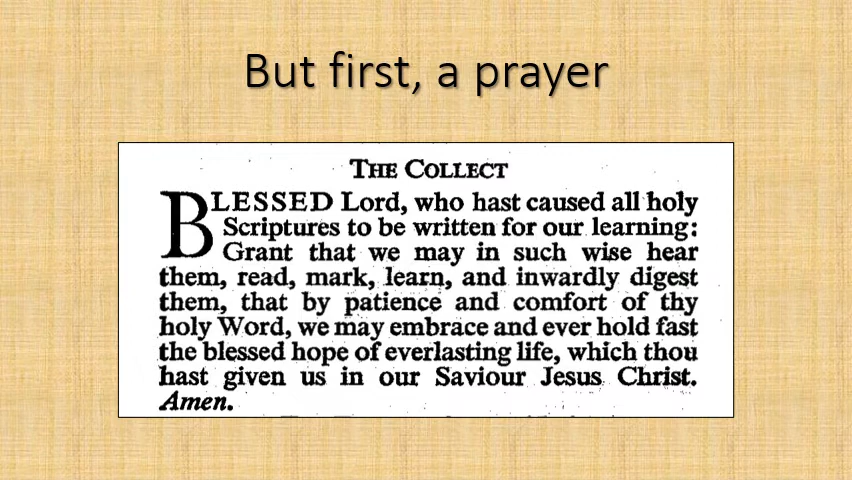 But first, a prayer
THE COLLECT
BLESSED Lord, who hast caused all holy
Scriptures to be written for our learning:
Grant that we may in such wise hear
them, read, mark, learn, and inwardly digest
them, that by patience and comfort of thy
holy Word, we may embrace and ever hold fast
the blessed hope of everlasting life, which thou
hast given us in our Saviour Jesus Christ.
Amen.